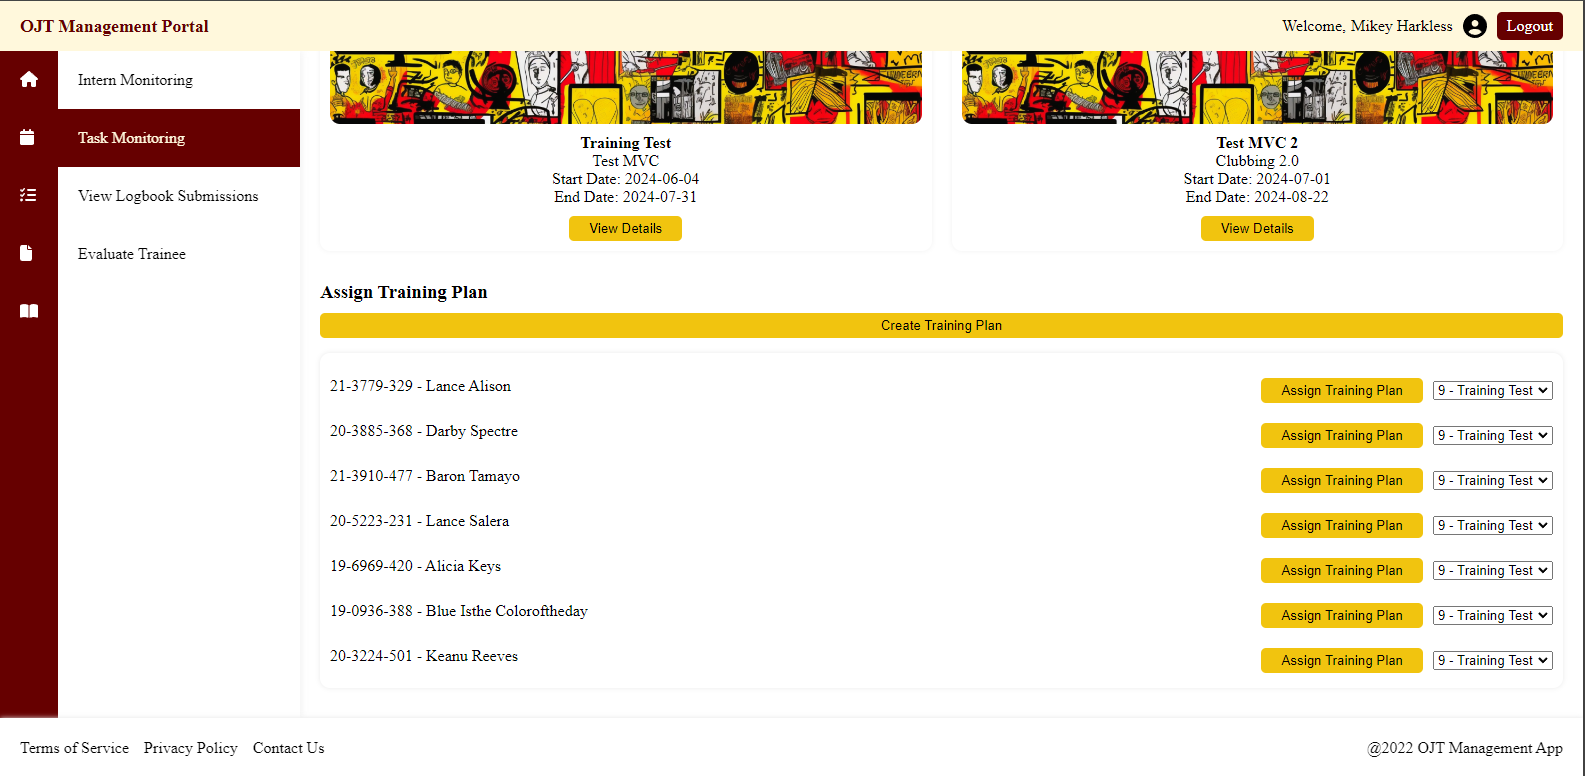 OJT Management Portal
Welcome, Mikey Harkless
Logout
Intern Monitoring
Task Monitoring
View Logbook Submissions
Evaluate Trainee
Training Test
Test MVC
Start Date: 2024-06-04
End Date: 2024-07-31
View Details
Test MVC 2
Clubbing 2.0
Start Date: 2024-07-01
End Date: 2024-08-22
View Details
Assign Training Plan
Create Training Plan
21-3779-329 - Lance Alison Assign Training Plan 9 - Training Test
20-3885-368 - Darby Spectre Assign Training Plan 9 - Training Test
21-3910-477 - Baron Tamayo Assign Training Plan 9 - Training Test
20-5223-231 - Lance Salera Assign Training Plan 9 - Training Test
19-6969-420 - Alicia Keys Assign Training Plan 9 - Training Test
19-0936-388 - Blue Isthe Coloroftheday Assign Training Plan 9 - Training Test
20-3224-501 - Keanu Reeves Assign Training Plan 9 - Training Test
Terms of Service Privacy Policy Contact Us
@2022 OJT Management App